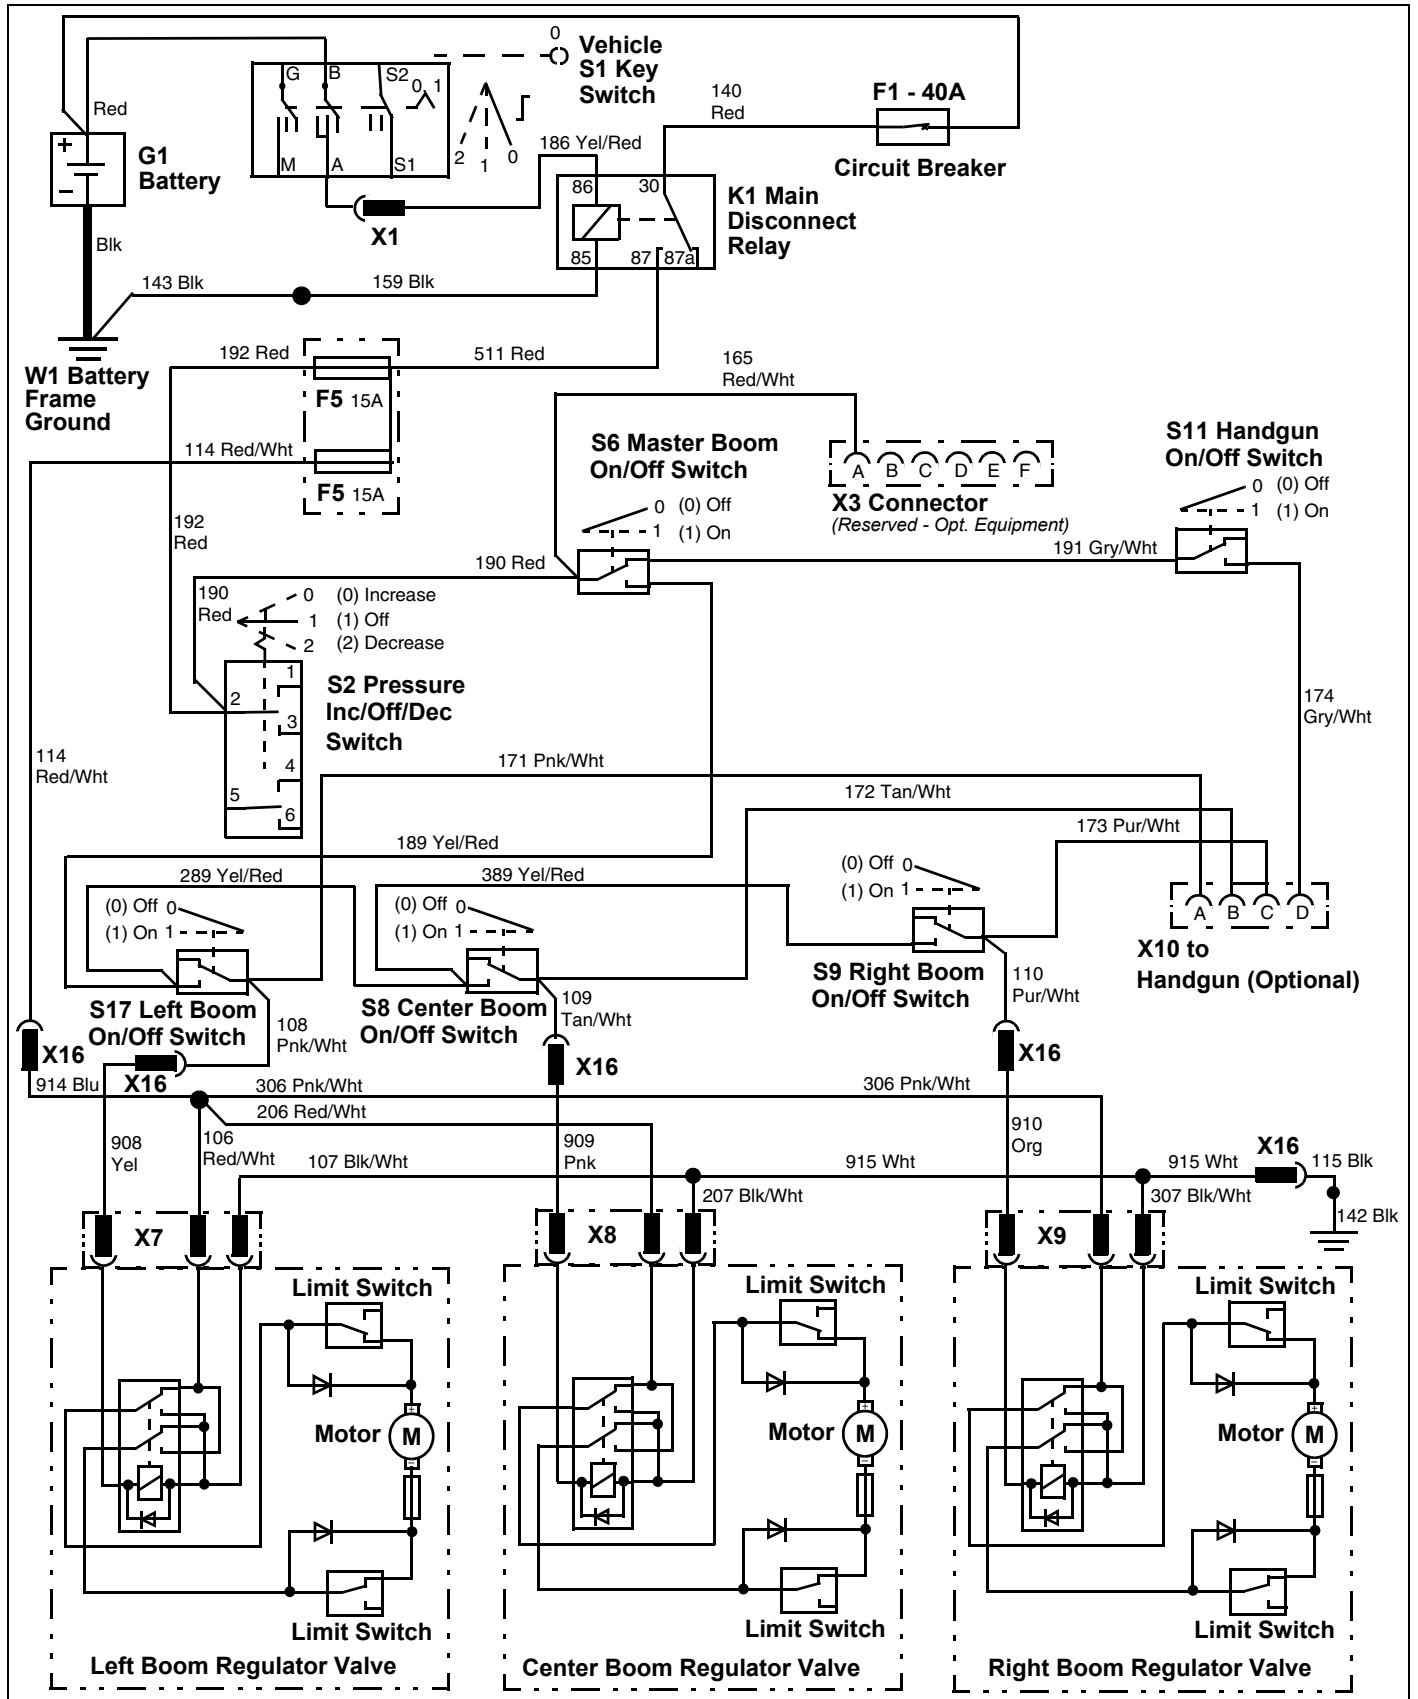 0
Vehicle
S1 Key
Switch
G
B
S2
0
1
140
Red
F1 - 40A
Red
+
−
G1
Battery
M
A
S1
2
1
0
186 Yel/Red
Circuit Breaker
86
30
K1 Main
Disconnect
Relay
X1
Blk
85
87
87a
143 Blk
159 Blk
W1 Battery
Frame
Ground
192 Red
511 Red
F5 15A
165
Red/Wht
114 Red/Wht
F5 15A
S6 Master Boom
On/Off Switch
0 (0) Off
1 (1) On
A B C D E F
X3 Connector
(Reserved - Opt. Equipment)
S11 Handgun
On/Off Switch
0 (0) Off
1 (1) On
192
Red
190 Red
191 Gry/Wht
190
Red
0 (0) Increase
1 (1) Off
2 (2) Decrease
1
2
3
4
5
6
S2 Pressure
Inc/Off/Dec
Switch
174
Gry/Wht
114
Red/Wht
171 Pnk/Wht
172 Tan/Wht
173 Pur/Wht
189 Yel/Red
289 Yel/Red
389 Yel/Red
(0) Off 0
(1) On 1
(0) Off 0
(1) On 1
(0) Off 0
(1) On 1
A B C D
X10 to
Handgun (Optional)
S17 Left Boom
On/Off Switch
S8 Center Boom
On/Off Switch
S9 Right Boom
On/Off Switch
108
Pnk/Wht
109
Tan/Wht
110
Pur/Wht
X16
X16
X16
X16
914 Blu
306 Pnk/Wht
306 Pnk/Wht
206 Red/Wht
908
Yel
106
Red/Wht
909
Pnk
910
Org
107 Blk/Wht
915 Wht
915 Wht
X16
115 Blk
207 Blk/Wht
307 Blk/Wht
142 Blk
X7
X8
X9
Limit Switch
Limit Switch
Limit Switch
+
+
+
Motor
M
Motor
M
Motor
M
−
−
−
Limit Switch
Limit Switch
Limit Switch
Left Boom Regulator Valve
Center Boom Regulator Valve
Right Boom Regulator Valve